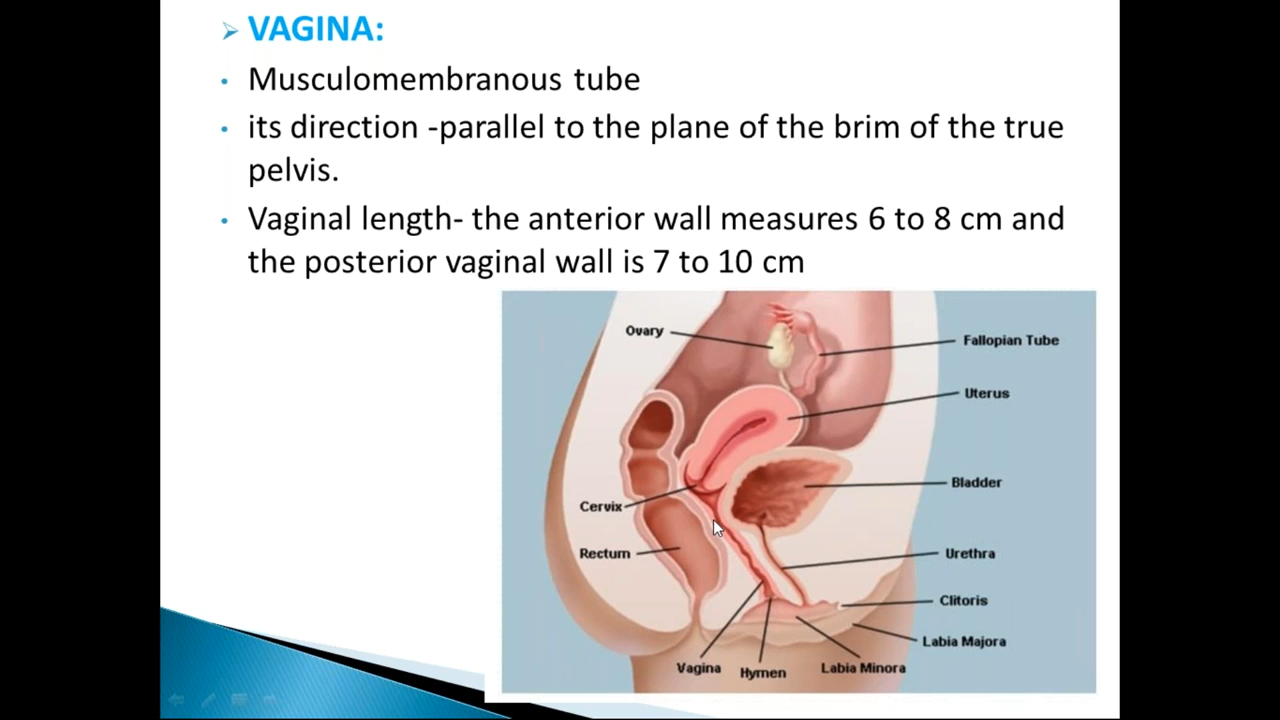 VAGINA:
Musculomembranous tube
its direction -parallel to the plane of the brim of the true
pelvis.
Vaginal length- the anterior wall measures 6 to 8 cm and
the posterior vaginal wall is 7 to 10 cm
Ovary
Fallopian Tube
Uterus
Bladder
Cervix
Rectum
Urethra
Clitoris
Labia Majora
Vagina
Hymen
Labia Minora